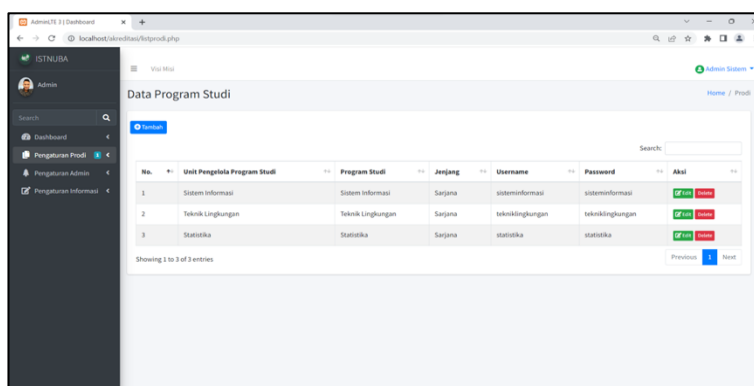 AdminLTE 3 | Dashboard
localhost/akreditasi/listprodi.php
ISTNUBA
Visi Misi
Admin Sistem
Admin
Data Program Studi
Home / Prodi
Search
Tambah
Dashboard
Search:
Pengaturan Prodi
Pengaturan Admin
No. Unit Pengelola Program Studi Program Studi Jenjang Username Password Aksi
Pengaturan Informasi
1 Sistem Informasi Sistem Informasi Sarjana sisteminformasi sisteminformasi Edit Delete
2 Teknik Lingkungan Teknik Lingkungan Sarjana tekniklingkungan tekniklingkungan Edit Delete
3 Statistika Statistika Sarjana statistika statistika Edit Delete
Showing 1 to 3 of 3 entries
Previous 1 Next